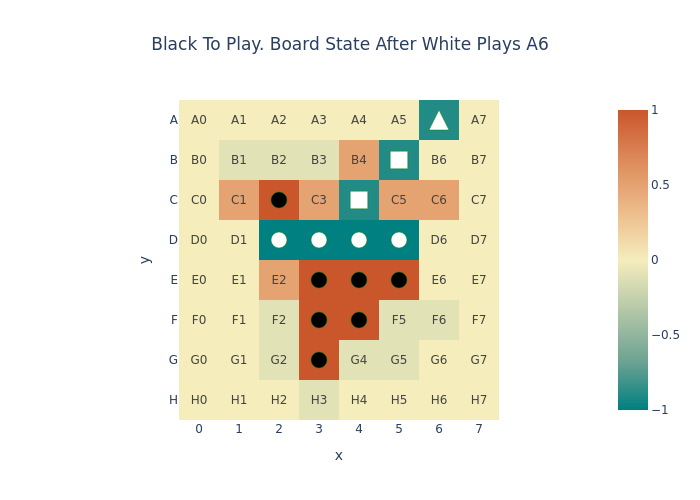 Black To Play. Board State After White Plays A6
A A0 A1 A2 A3 A4 A5 A7 1
B B0 B1 B2 B3 B4 B6 B7
C C0 C1 C3 C5 C6 C7 0.5
D D0 D1 D6 D7 0
E E0 E1 E2 E6 E7
F F0 F1 F2 F5 F6 F7 −0.5
G G0 G1 G2 G4 G5 G6 G7
H H0 H1 H2 H3 H4 H5 H6 H7 −1
0 1 2 3 4 5 6 7
x
y